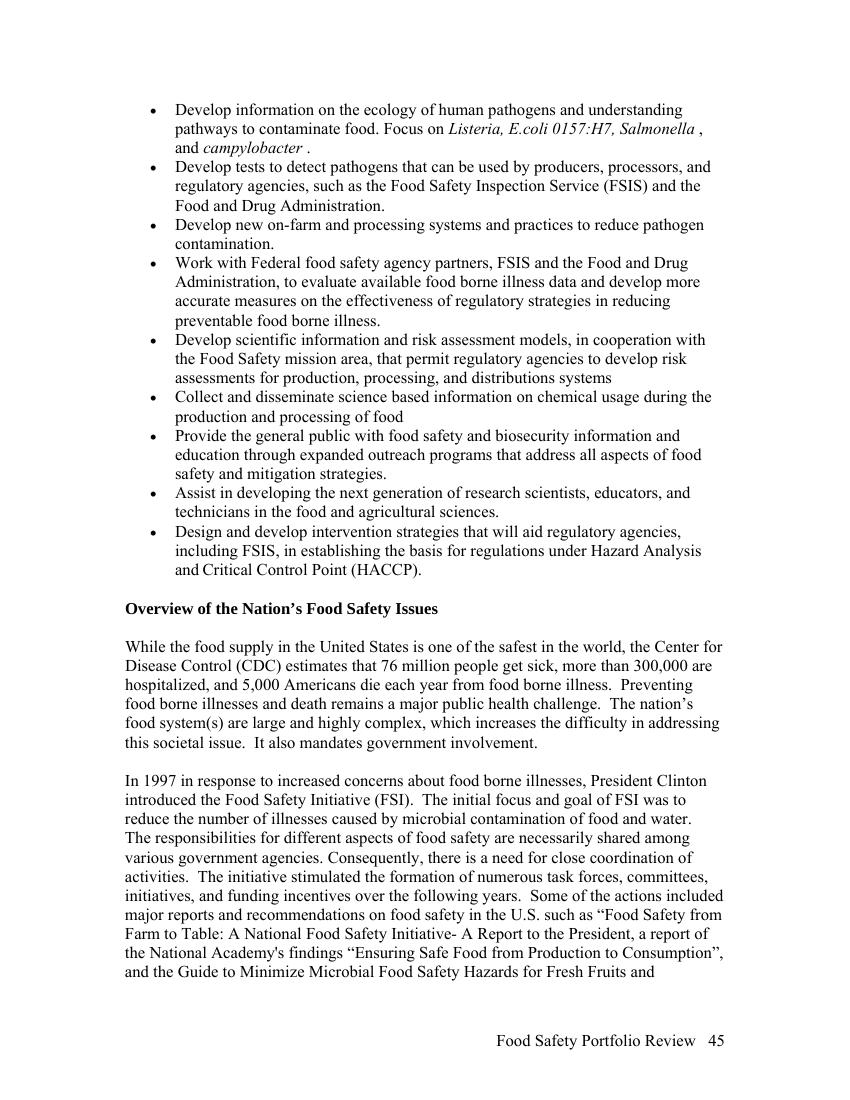 • Develop information on the ecology of human pathogens and understanding
pathways to contaminate food. Focus on Listeria, E.coli 0157:H7, Salmonella ,
and campylobacter .
• Develop tests to detect pathogens that can be used by producers, processors, and
regulatory agencies, such as the Food Safety Inspection Service (FSIS) and the
Food and Drug Administration.
• Develop new on-farm and processing systems and practices to reduce pathogen
contamination.
• Work with Federal food safety agency partners, FSIS and the Food and Drug
Administration, to evaluate available food borne illness data and develop more
accurate measures on the effectiveness of regulatory strategies in reducing
preventable food borne illness.
• Develop scientific information and risk assessment models, in cooperation with
the Food Safety mission area, that permit regulatory agencies to develop risk
assessments for production, processing, and distributions systems
• Collect and disseminate science based information on chemical usage during the
production and processing of food
• Provide the general public with food safety and biosecurity information and
education through expanded outreach programs that address all aspects of food
safety and mitigation strategies.
• Assist in developing the next generation of research scientists, educators, and
technicians in the food and agricultural sciences.
• Design and develop intervention strategies that will aid regulatory agencies,
including FSIS, in establishing the basis for regulations under Hazard Analysis
and Critical Control Point (HACCP).
Overview of the Nation’s Food Safety Issues
While the food supply in the United States is one of the safest in the world, the Center for
Disease Control (CDC) estimates that 76 million people get sick, more than 300,000 are
hospitalized, and 5,000 Americans die each year from food borne illness.  Preventing
food borne illnesses and death remains a major public health challenge.  The nation’s
food system(s) are large and highly complex, which increases the difficulty in addressing
this societal issue.  It also mandates government involvement.
In 1997 in response to increased concerns about food borne illnesses, President Clinton
introduced the Food Safety Initiative (FSI).  The initial focus and goal of FSI was to
reduce the number of illnesses caused by microbial contamination of food and water.
The responsibilities for different aspects of food safety are necessarily shared among
various government agencies. Consequently, there is a need for close coordination of
activities.  The initiative stimulated the formation of numerous task forces, committees,
initiatives, and funding incentives over the following years.  Some of the actions included
major reports and recommendations on food safety in the U.S. such as “Food Safety from
Farm to Table: A National Food Safety Initiative- A Report to the President, a report of
the National Academy's findings “Ensuring Safe Food from Production to Consumption”,
and the Guide to Minimize Microbial Food Safety Hazards for Fresh Fruits and
Food Safety Portfolio Review   45